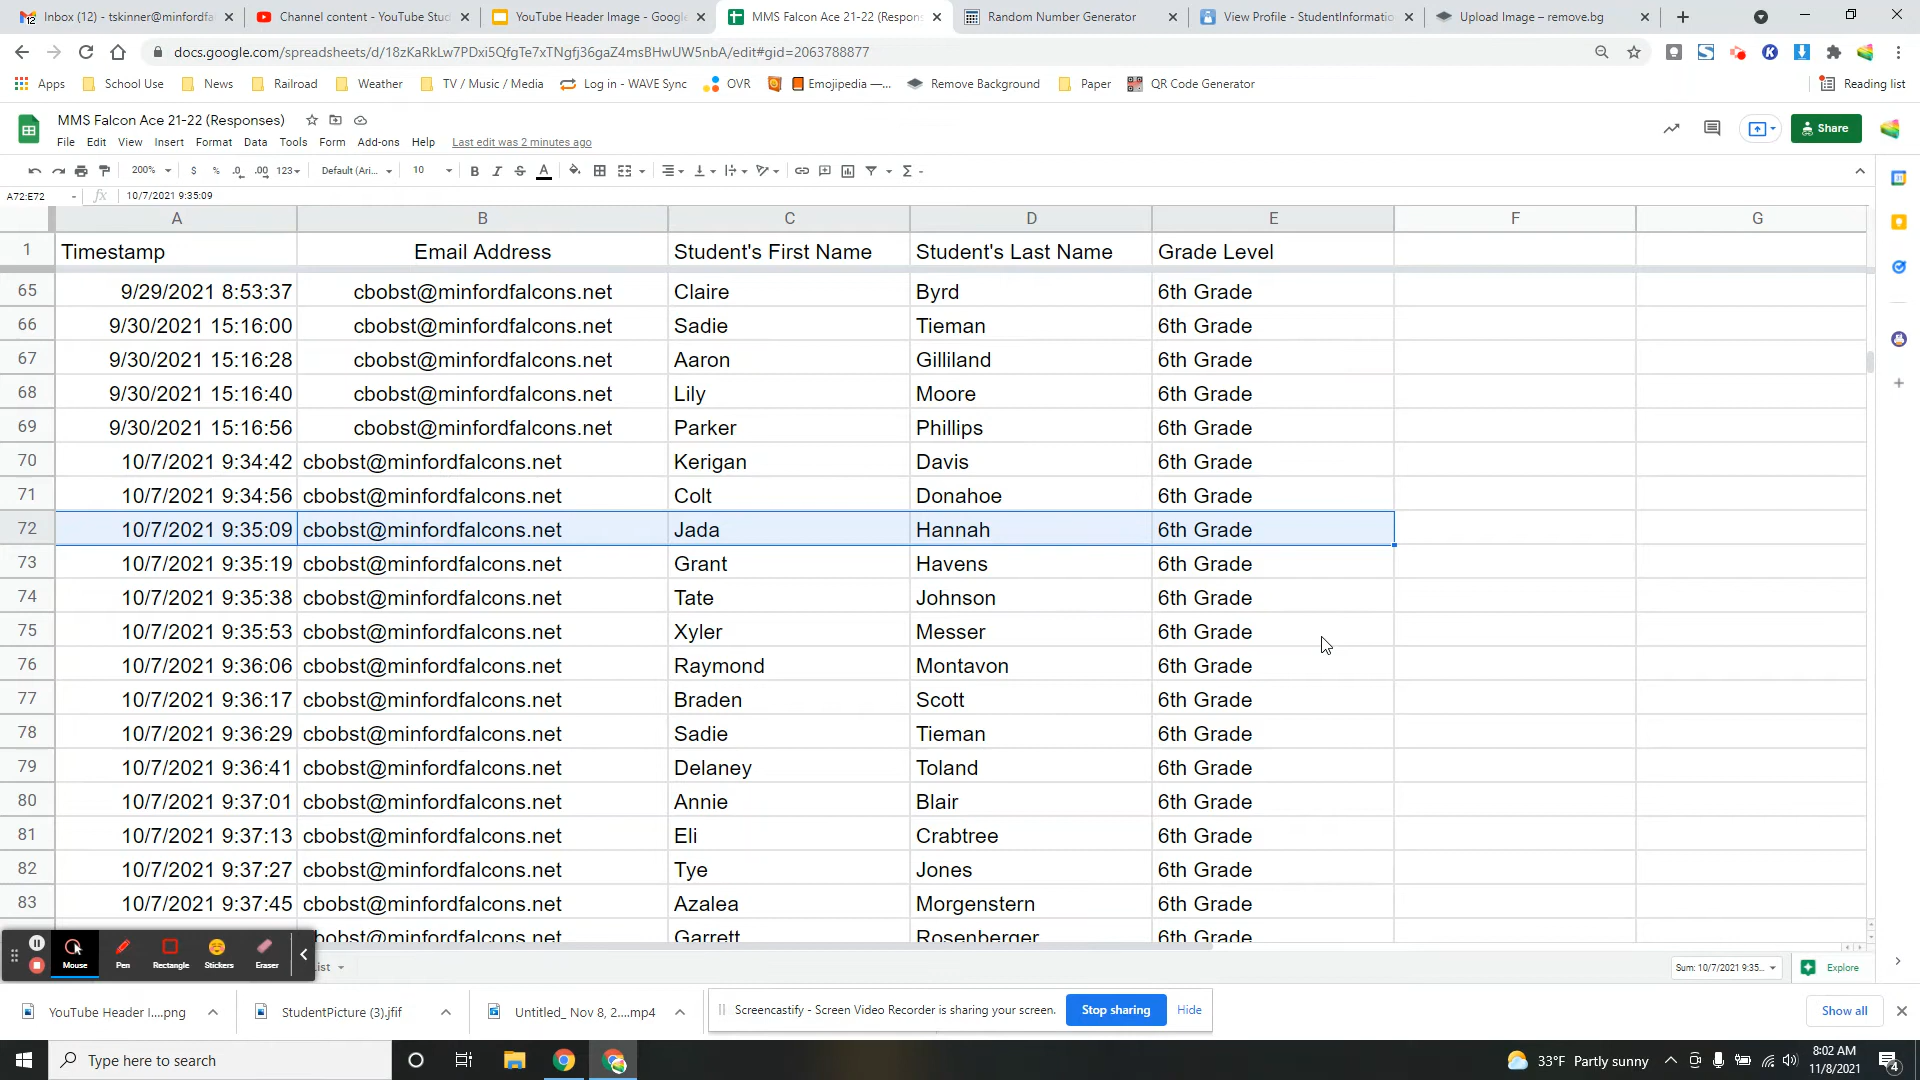 Inbox (12) - tskinner@minfordfa
Channel content - YouTube Stud
YouTube Header Image - Google
MMS Falcon Ace 21-22 (Respon
Random Number Generator
View Profile - StudentInformatio
Upload Image – remove.bg
docs.google.com/spreadsheets/d/18zKaRkLw7PDxi5QfgTe7xTNgfj36gaZ4msBHwUW5nbA/edit#gid=2063788877
Apps School Use News Railroad Weather TV / Music / Media Log in - WAVE Sync OVR Emojipedia —... Remove Background Paper QR Code Generator Reading list
MMS Falcon Ace 21-22 (Responses)
File Edit View Insert Format Data Tools Form Add-ons Help Last edit was 2 minutes ago
Share
200% $ % .0 .00 123 Default (Ari... 10 B I S A
A72:E72 fx 10/7/2021 9:35:09
A B C D E F G
1 Timestamp Email Address Student's First Name Student's Last Name Grade Level
65 9/29/2021 8:53:37 cbobst@minfordfalcons.net Claire Byrd 6th Grade
66 9/30/2021 15:16:00 cbobst@minfordfalcons.net Sadie Tieman 6th Grade
67 9/30/2021 15:16:28 cbobst@minfordfalcons.net Aaron Gilliland 6th Grade
68 9/30/2021 15:16:40 cbobst@minfordfalcons.net Lily Moore 6th Grade
69 9/30/2021 15:16:56 cbobst@minfordfalcons.net Parker Phillips 6th Grade
70 10/7/2021 9:34:42 cbobst@minfordfalcons.net Kerigan Davis 6th Grade
71 10/7/2021 9:34:56 cbobst@minfordfalcons.net Colt Donahoe 6th Grade
72 10/7/2021 9:35:09 cbobst@minfordfalcons.net Jada Hannah 6th Grade
73 10/7/2021 9:35:19 cbobst@minfordfalcons.net Grant Havens 6th Grade
74 10/7/2021 9:35:38 cbobst@minfordfalcons.net Tate Johnson 6th Grade
75 10/7/2021 9:35:53 cbobst@minfordfalcons.net Xyler Messer 6th Grade
76 10/7/2021 9:36:06 cbobst@minfordfalcons.net Raymond Montavon 6th Grade
77 10/7/2021 9:36:17 cbobst@minfordfalcons.net Braden Scott 6th Grade
78 10/7/2021 9:36:29 cbobst@minfordfalcons.net Sadie Tieman 6th Grade
79 10/7/2021 9:36:41 cbobst@minfordfalcons.net Delaney Toland 6th Grade
80 10/7/2021 9:37:01 cbobst@minfordfalcons.net Annie Blair 6th Grade
81 10/7/2021 9:37:13 cbobst@minfordfalcons.net Eli Crabtree 6th Grade
82 10/7/2021 9:37:27 cbobst@minfordfalcons.net Tye Jones 6th Grade
83 10/7/2021 9:37:45 cbobst@minfordfalcons.net Azalea Morgenstern 6th Grade
bobst@minfordfalcons.net Garrett Rosenberger 6th Grade
Mouse Pen Rectangle Stickers Eraser
ist
Sum: 10/7/2021 9:35... Explore
YouTube Header I....png StudentPicture (3).jfif Untitled_ Nov 8, 2....mp4
Screencastify - Screen Video Recorder is sharing your screen. Stop sharing Hide
Show all
Type here to search
33°F Partly sunny
8:02 AM
11/8/2021
4